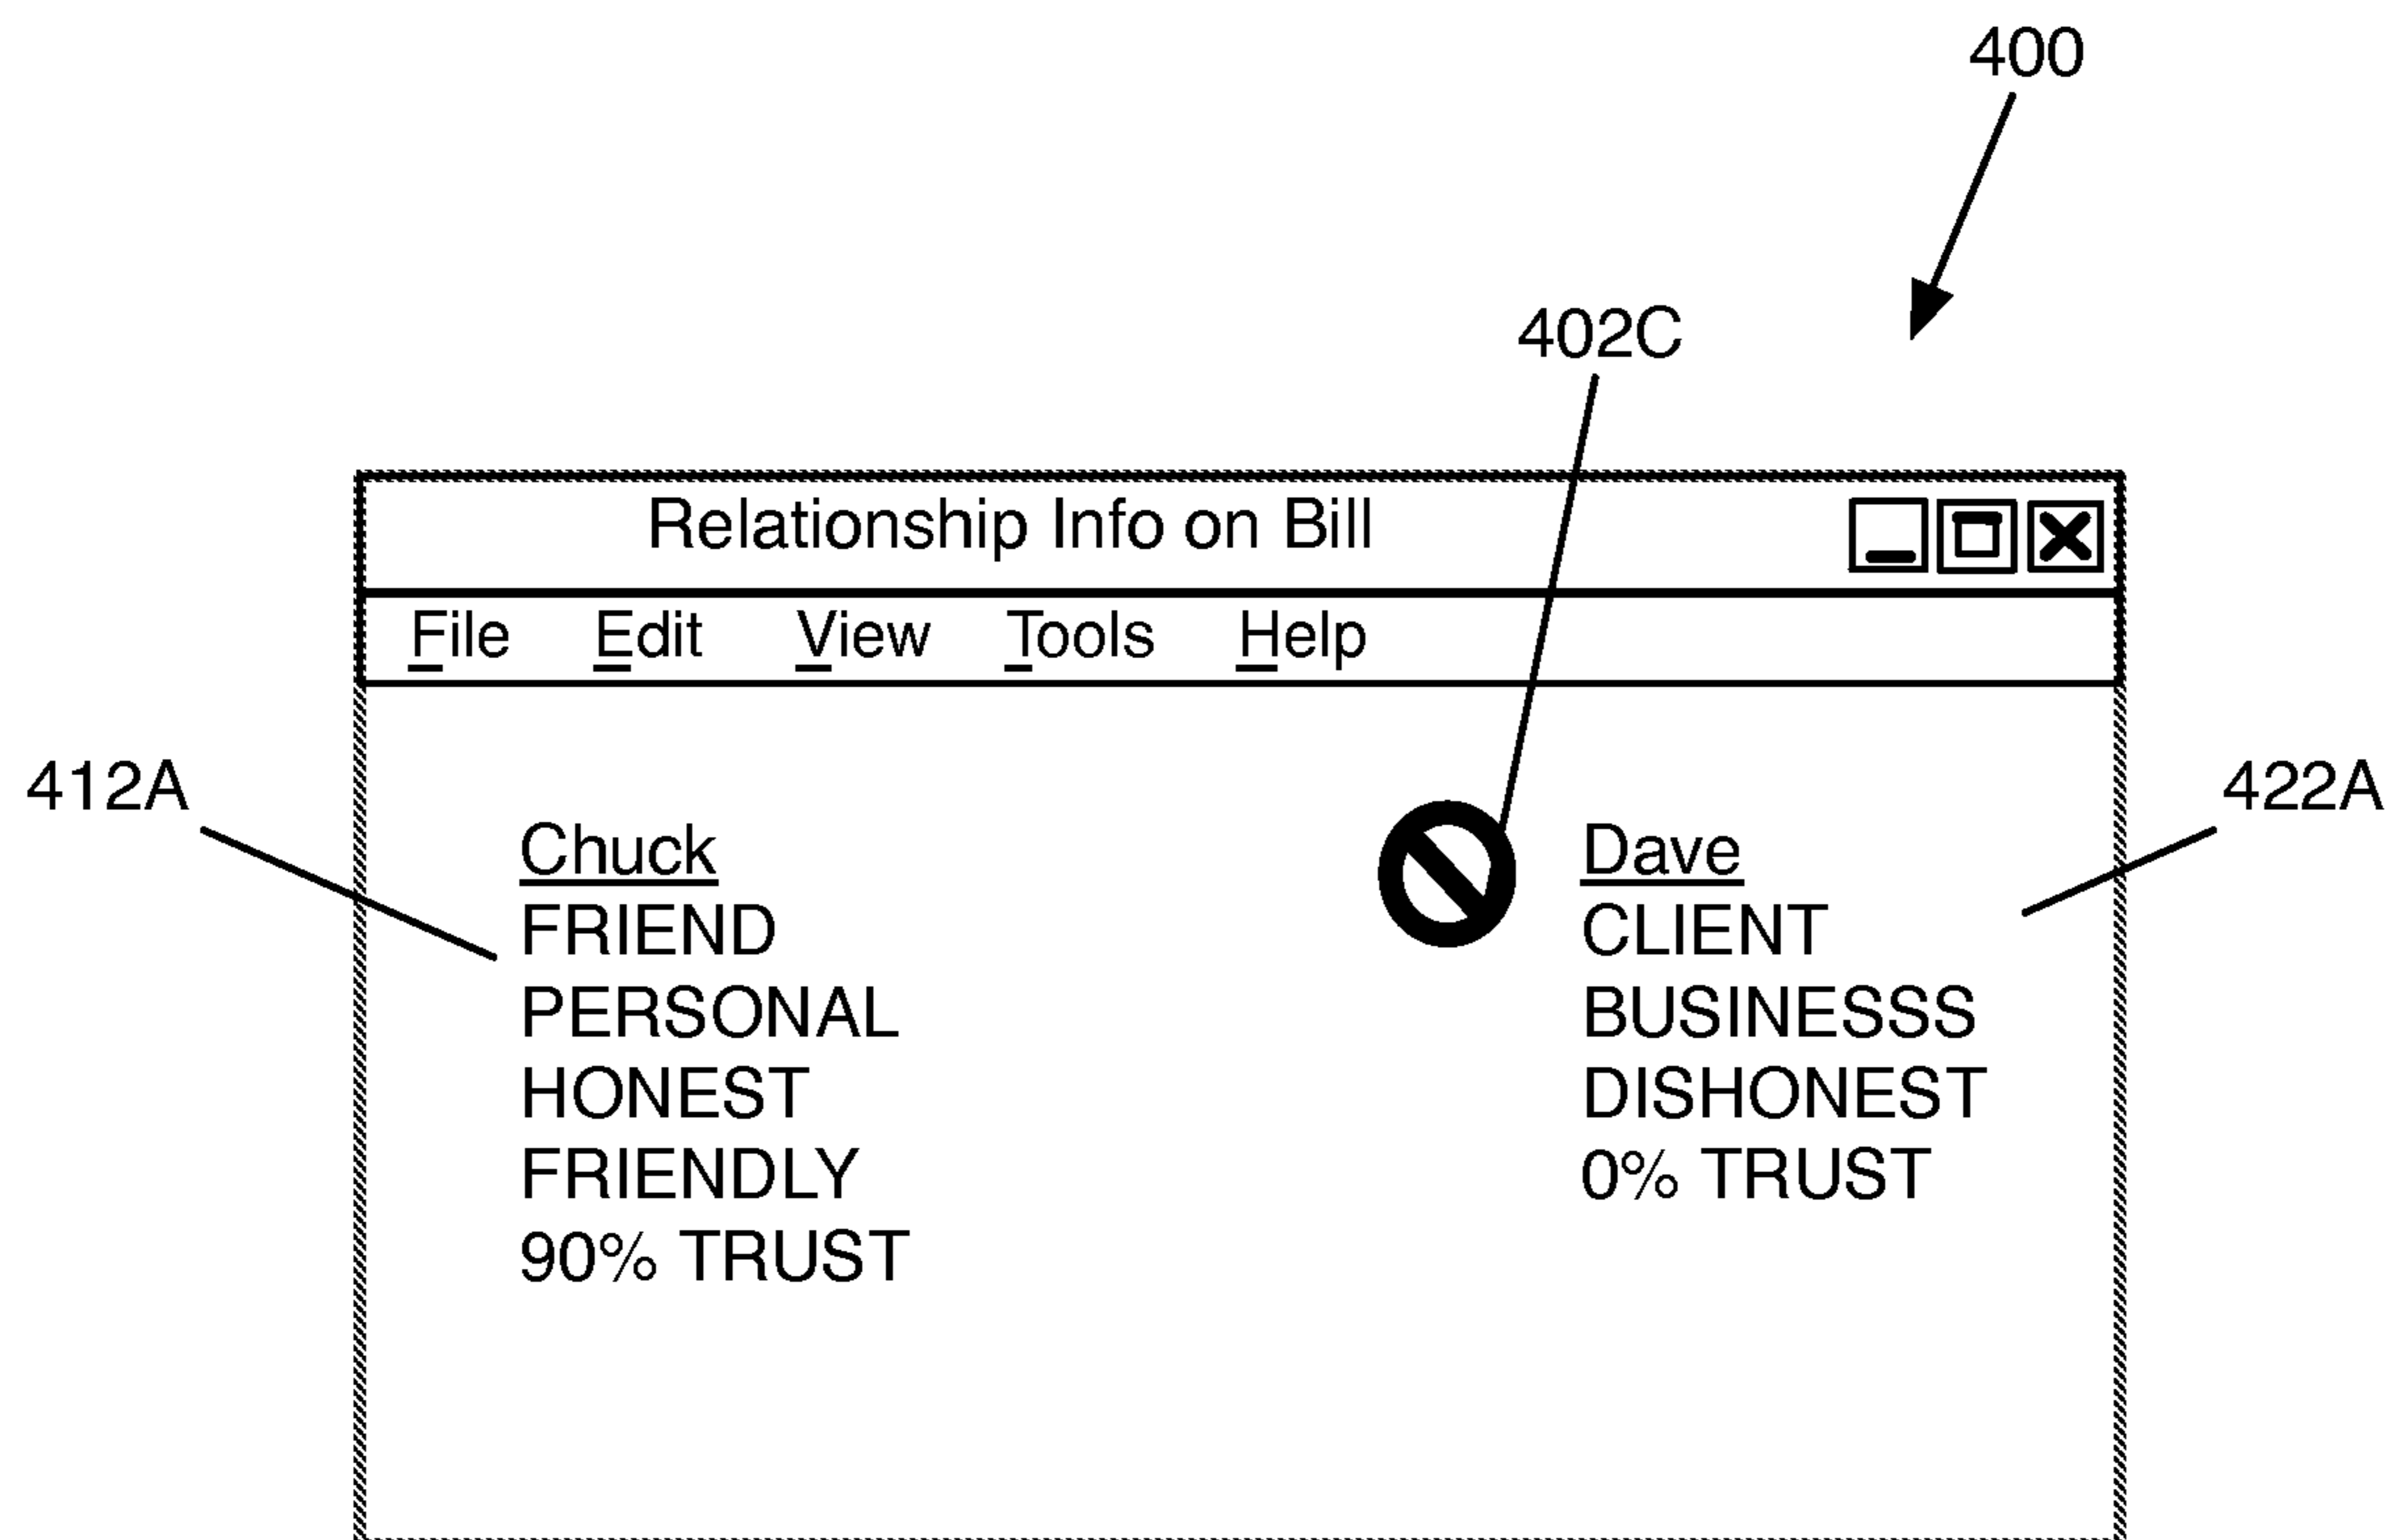 400
402C
Relationship Info on Bill
File Edit View Tools Help
412A
422A
Chuck
FRIEND
PERSONAL
HONEST
FRIENDLY
90% TRUST
Dave
CLIENT
BUSINESSS
DISHONEST
0% TRUST